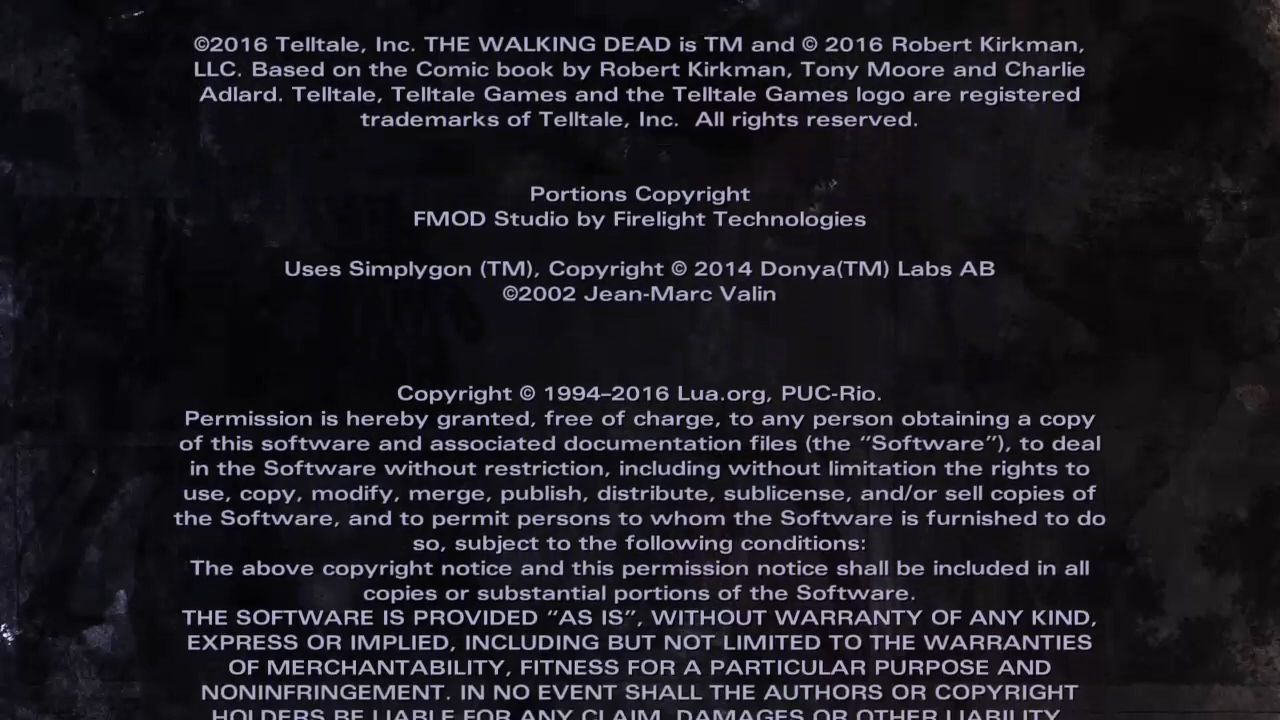 ©2016 Telltale, Inc. THE WALKING DEAD is TM and © 2016 Robert Kirkman,
LLC. Based on the Comic book by Robert Kirkman, Tony Moore and Charlie
Adlard. Telltale, Telltale Games and the Telltale Games logo are registered
trademarks of Telltale, Inc.  All rights reserved.
Portions Copyright
FMOD Studio by Firelight Technologies
Uses Simplygon (TM), Copyright © 2014 Donya(TM) Labs AB
©2002 Jean-Marc Valin
Copyright © 1994–2016 Lua.org, PUC-Rio.
Permission is hereby granted, free of charge, to any person obtaining a copy
of this software and associated documentation files (the “Software”), to deal
in the Software without restriction, including without limitation the rights to
use, copy, modify, merge, publish, distribute, sublicense, and/or sell copies of
the Software, and to permit persons to whom the Software is furnished to do
so, subject to the following conditions:
The above copyright notice and this permission notice shall be included in all
copies or substantial portions of the Software.
THE SOFTWARE IS PROVIDED “AS IS”, WITHOUT WARRANTY OF ANY KIND,
EXPRESS OR IMPLIED, INCLUDING BUT NOT LIMITED TO THE WARRANTIES
OF MERCHANTABILITY, FITNESS FOR A PARTICULAR PURPOSE AND
NONINFRINGEMENT. IN NO EVENT SHALL THE AUTHORS OR COPYRIGHT
HOLDERS BE LIABLE FOR ANY CLAIM, DAMAGES OR OTHER LIABILITY,